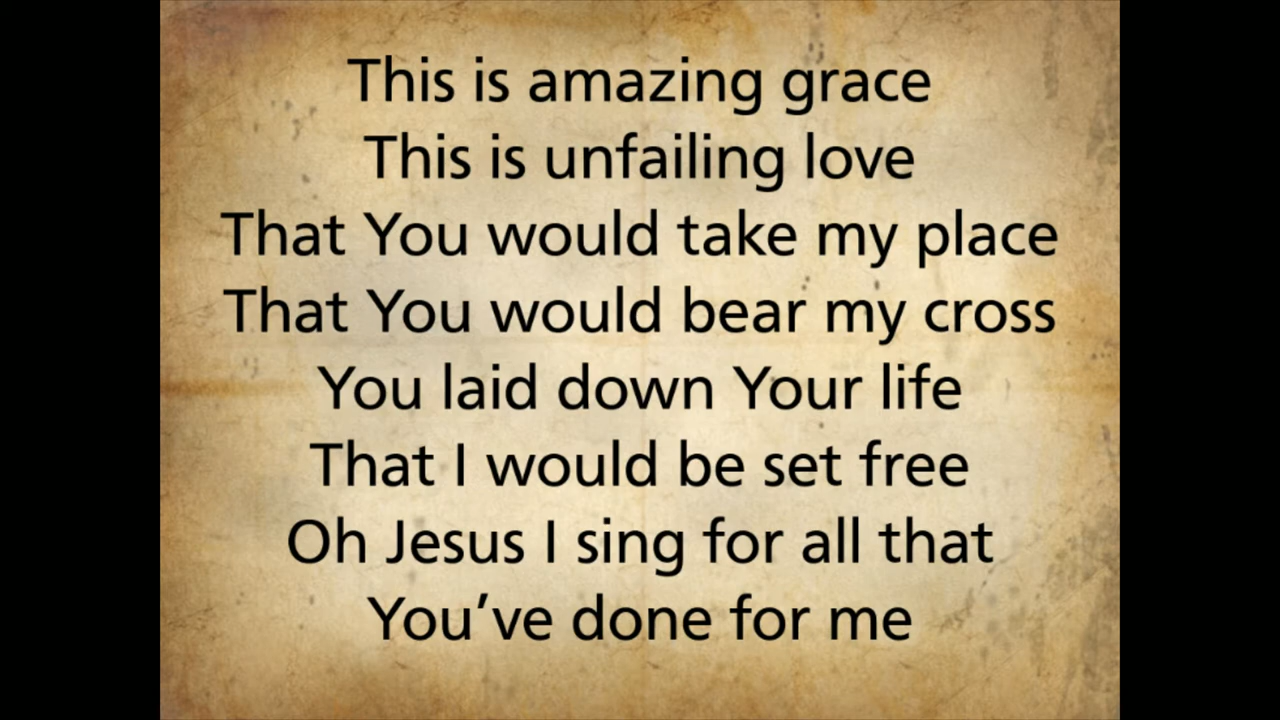 This is amazing grace
This is unfailing love
That You would take my place
That You would bear my cross
You laid down Your life
That I would be set free
Oh Jesus I sing for all that
You’ve done for me